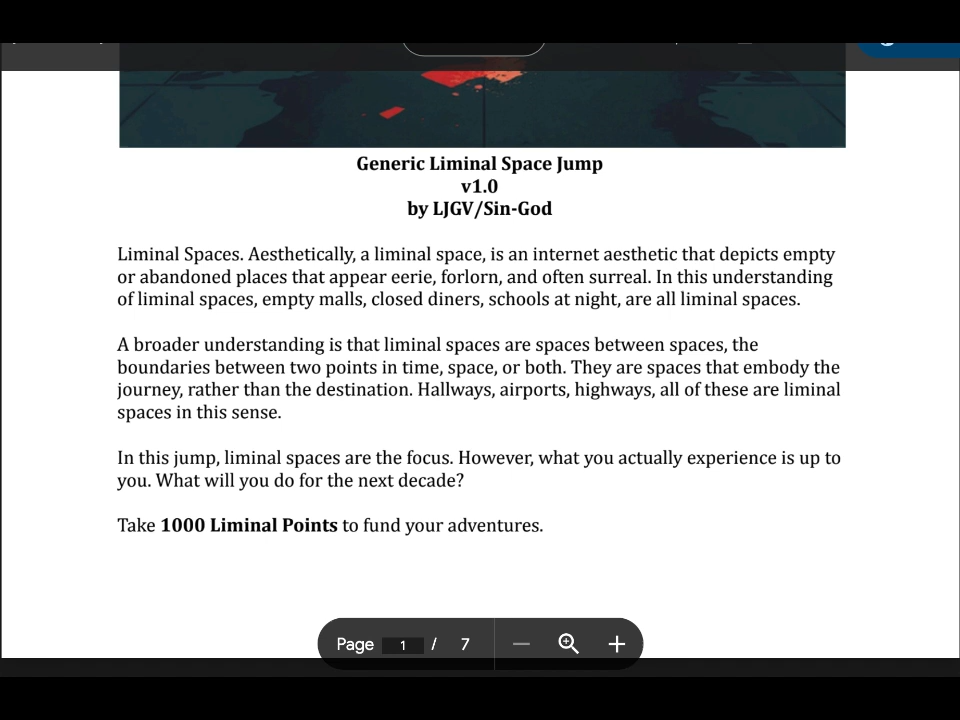 Generic Liminal Space Jump
v1.0
by LJGV/Sin-God
Liminal Spaces. Aesthetically, a liminal space, is an internet aesthetic that depicts empty
or abandoned places that appear eerie, forlorn, and often surreal. In this understanding
of liminal spaces, empty malls, closed diners, schools at night, are all liminal spaces.
A broader understanding is that liminal spaces are spaces between spaces, the
boundaries between two points in time, space, or both. They are spaces that embody the
journey, rather than the destination. Hallways, airports, highways, all of these are liminal
spaces in this sense.
In this jump, liminal spaces are the focus. However, what you actually experience is up to
you. What will you do for the next decade?
Take 1000 Liminal Points to fund your adventures.
Page 1 / 7